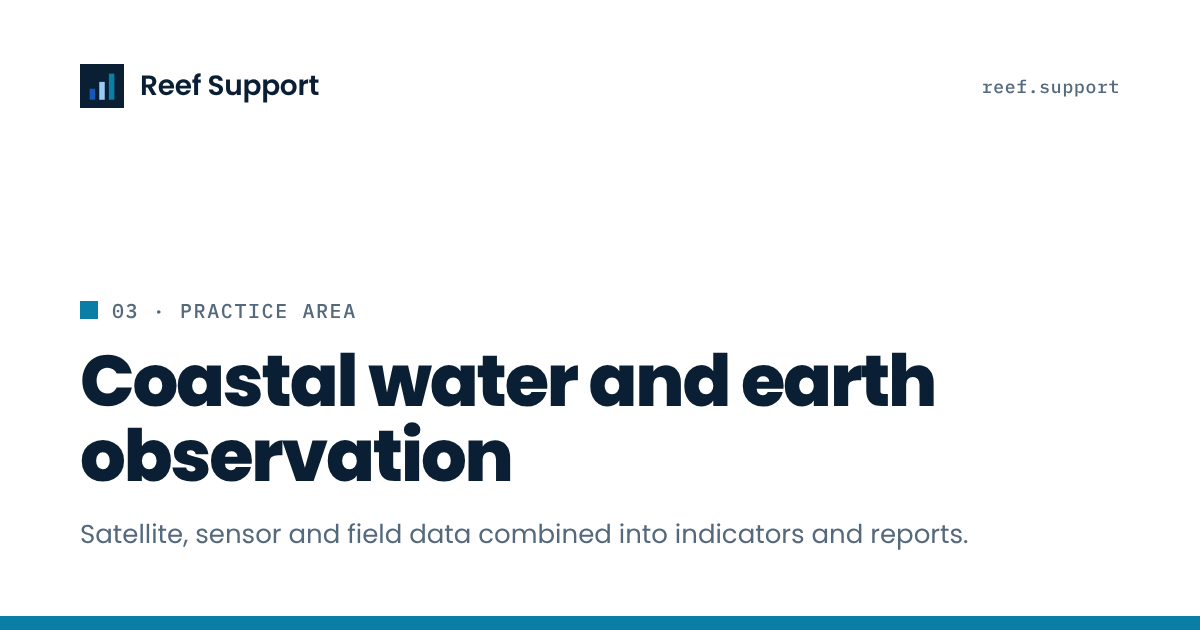 Reef Support
reef.support
03 · PRACTICE AREA
Coastal water and earth
observation
Satellite, sensor and field data combined into indicators and reports.